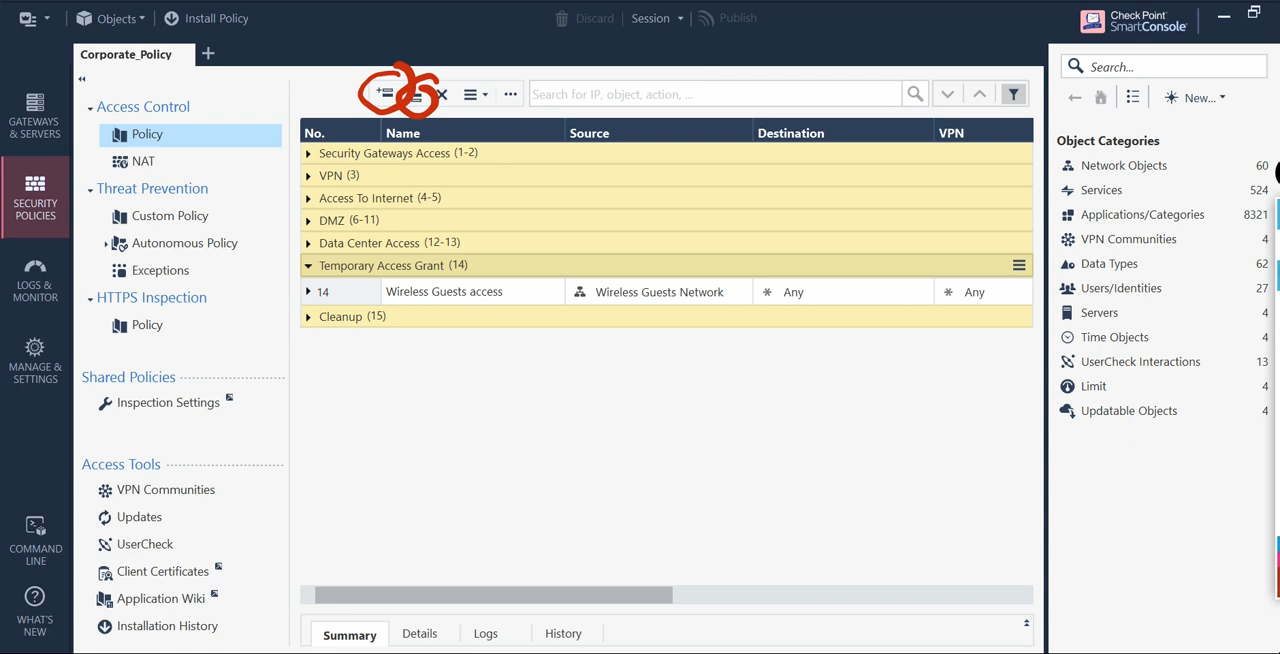 Objects
Install Policy
Discard
Session
Publish
Check Point
SmartConsole
Corporate_Policy
GATEWAYS
& SERVERS
SECURITY
POLICIES
LOGS &
MONITOR
MANAGE &
SETTINGS
COMMAND
LINE
WHAT'S
NEW
Access Control
Policy
NAT
Threat Prevention
Custom Policy
Autonomous Policy
Exceptions
HTTPS Inspection
Policy
Shared Policies
Inspection Settings
Access Tools
VPN Communities
Updates
UserCheck
Client Certificates
Application Wiki
Installation History
Search for IP, object, action, ...
No. Name Source Destination VPN
Security Gateways Access (1-2)
VPN (3)
Access To Internet (4-5)
DMZ (6-11)
Data Center Access (12-13)
Temporary Access Grant (14)
14 Wireless Guests access Wireless Guests Network * Any * Any
Cleanup (15)
Summary Details Logs History
Search...
New...
Object Categories
Network Objects 60
Services 524
Applications/Categories 8321
VPN Communities 4
Data Types 62
Users/Identities 27
Servers 4
Time Objects 4
UserCheck Interactions 13
Limit 4
Updatable Objects 4